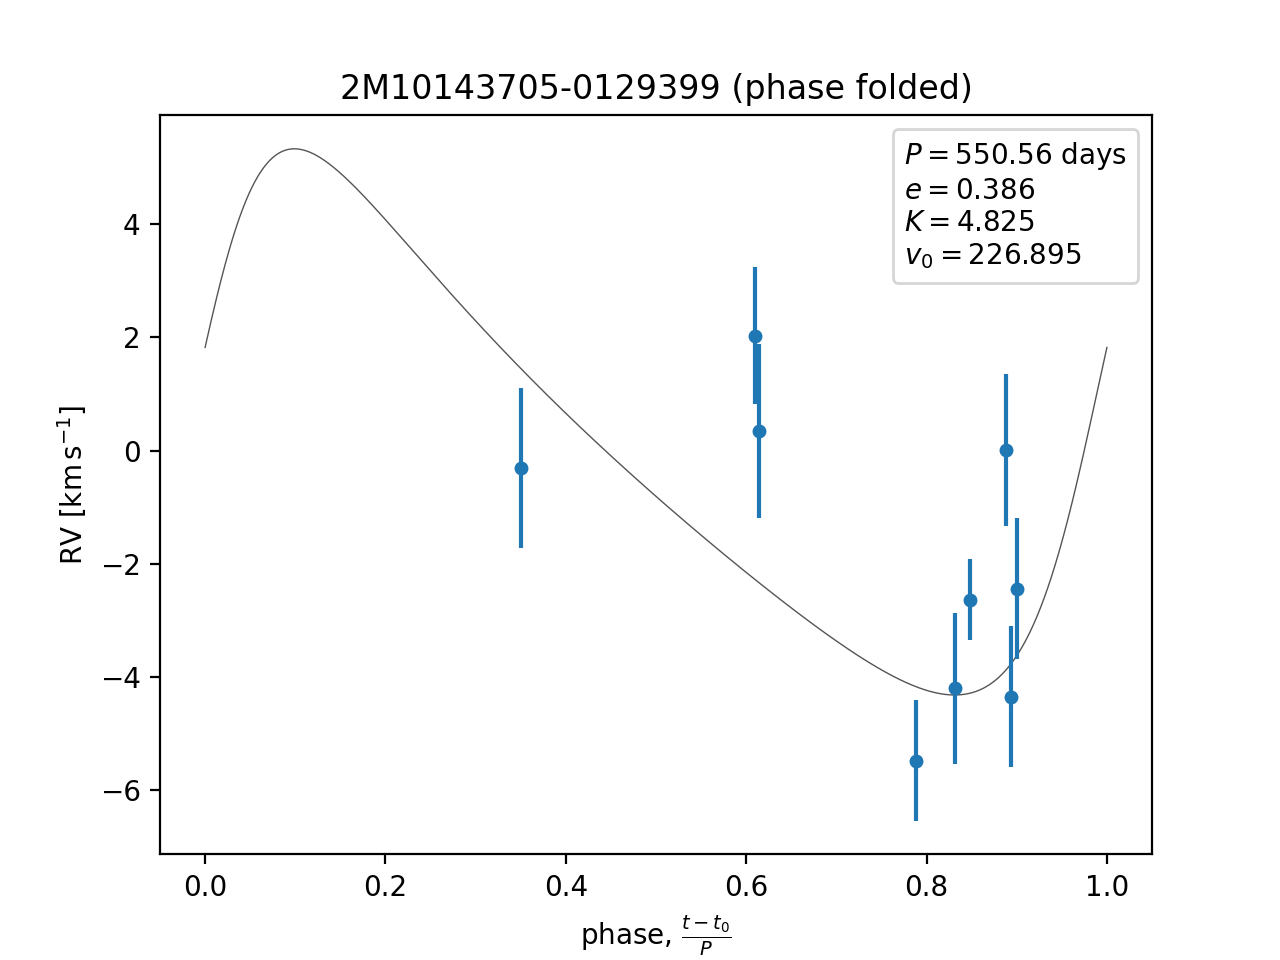 2M10143705-0129399 (phase folded)
P = 550.56 days
e = 0.386
K = 4.825
v₀ = 226.895
4
2
0
−2
−4
−6
RV [km s⁻¹]
0.0 0.2 0.4 0.6 0.8 1.0
phase, (t − t₀)/P